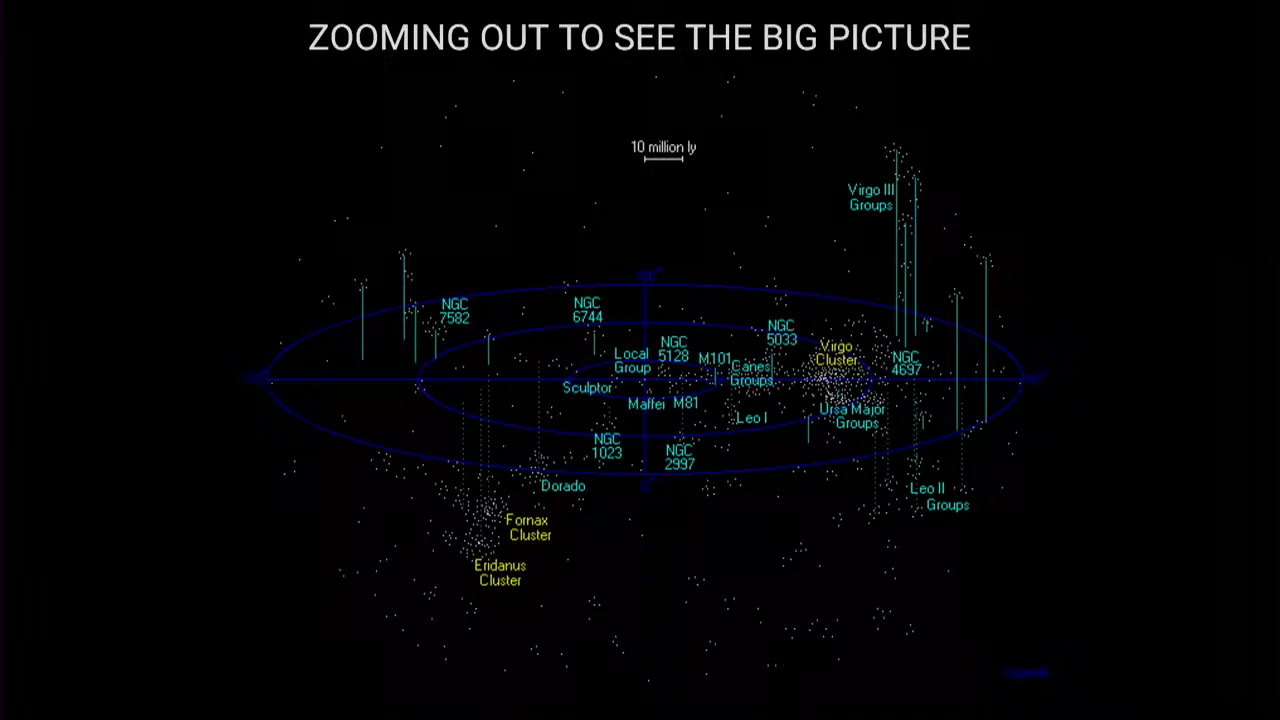 ZOOMING OUT TO SEE THE BIG PICTURE
10 million ly
Virgo III
Groups
NGC
7582
NGC
6744
NGC
5033
NGC
5128
Local
Group
M101
Canes
Groups
Virgo
Cluster
NGC
4697
Sculptor
Maffei
M81
Leo I
Ursa Major
Groups
NGC
1023
NGC
2997
Dorado
Leo II
Groups
Fornax
Cluster
Eridanus
Cluster